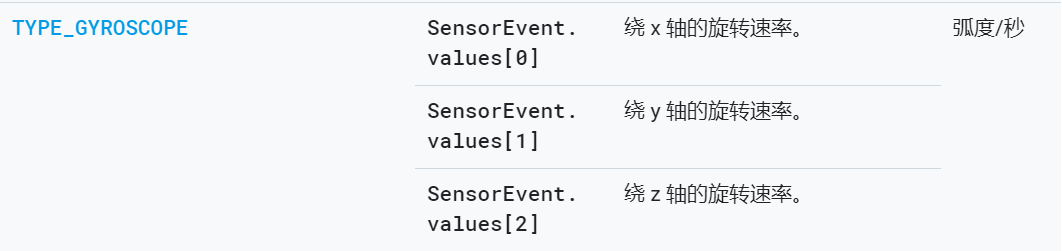 TYPE_GYROSCOPE
SensorEvent.
values[0]
绕 x 轴的旋转速率。
弧度/秒
SensorEvent.
values[1]
绕 y 轴的旋转速率。
SensorEvent.
values[2]
绕 z 轴的旋转速率。